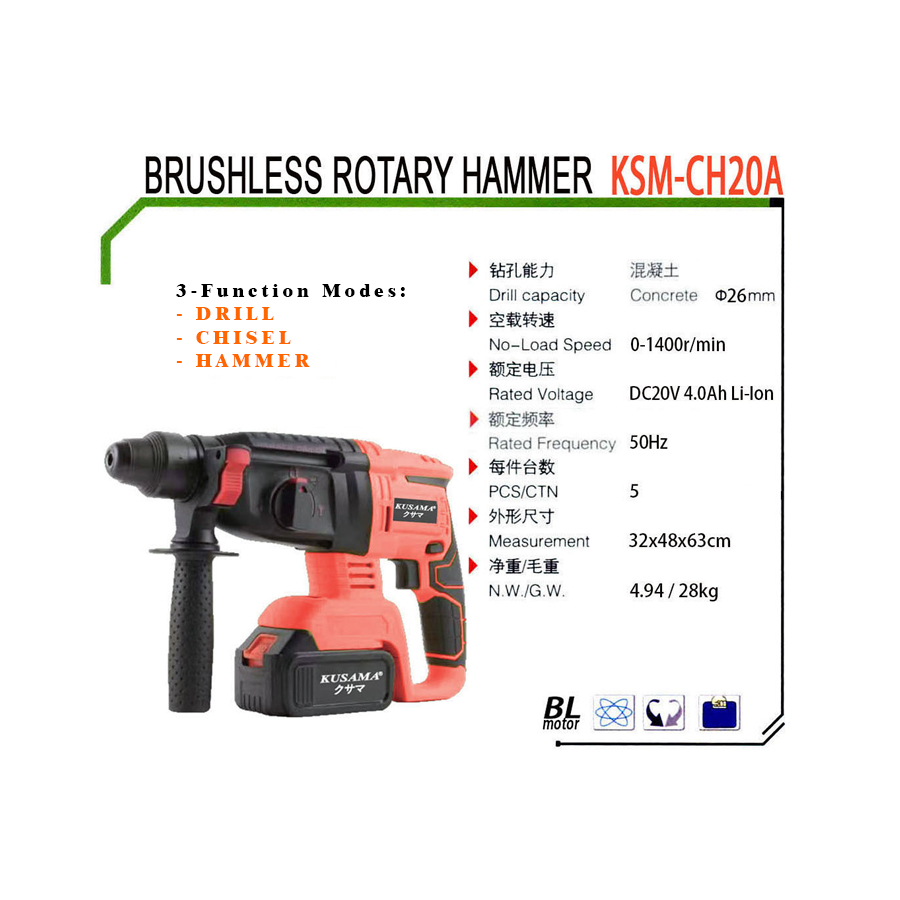 BRUSHLESS ROTARY HAMMER KSM-CH20A
3-Function Modes:
- DRILL
- CHISEL
- HAMMER
钻孔能力 混凝土
Drill capacity Concrete Φ26mm
空载转速
No-Load Speed 0-1400r/min
额定电压
Rated Voltage DC20V 4.0Ah Li-Ion
额定频率
Rated Frequency 50Hz
每件台数
PCS/CTN 5
外形尺寸
Measurement 32x48x63cm
净重/毛重
N.W./G.W. 4.94 / 28kg
KUSAMA®
クサマ
KUSAMA®
クサマ
BL
motor